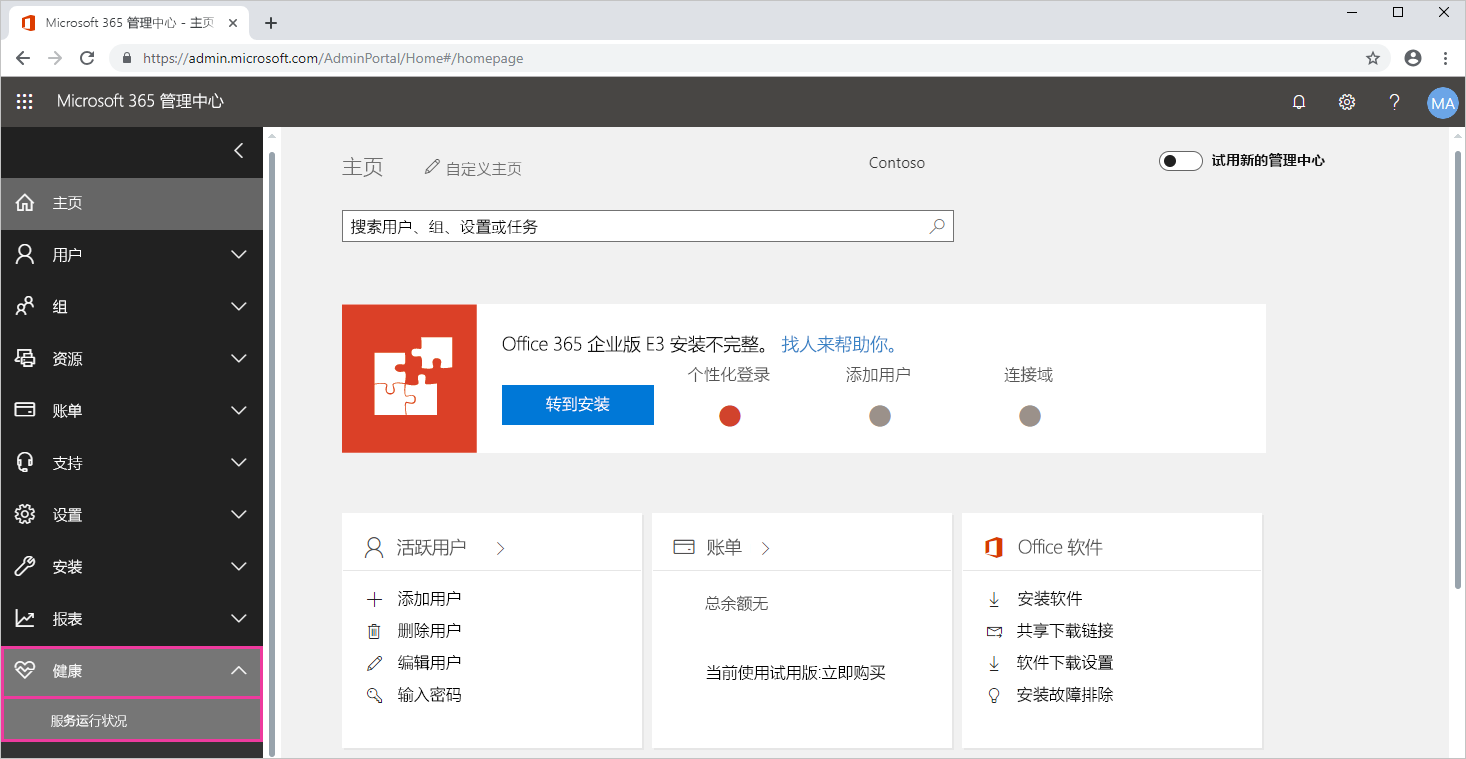 Microsoft 365 管理中心 - 主页
https://admin.microsoft.com/AdminPortal/Home#/homepage
Microsoft 365 管理中心
MA
主页
用户
组
资源
账单
支持
设置
安装
报表
健康
服务运行状况
主页
自定义主页
Contoso
试用新的管理中心
搜索用户、组、设置或任务
Office 365 企业版 E3 安装不完整。 找人来帮助你。
转到安装
个性化登录
添加用户
连接域
活跃用户
添加用户
删除用户
编辑用户
输入密码
账单
总余额无
当前使用试用版:立即购买
Office 软件
安装软件
共享下载链接
软件下载设置
安装故障排除